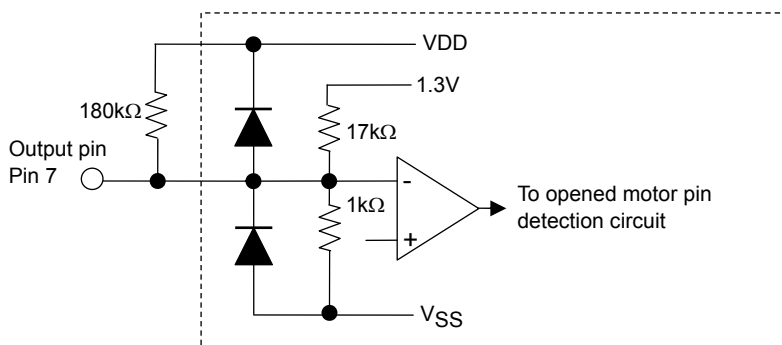 VDD
1.3V
180kΩ
17kΩ
Output pin
Pin 7
-
1kΩ
+
To opened motor pin
detection circuit
VSS